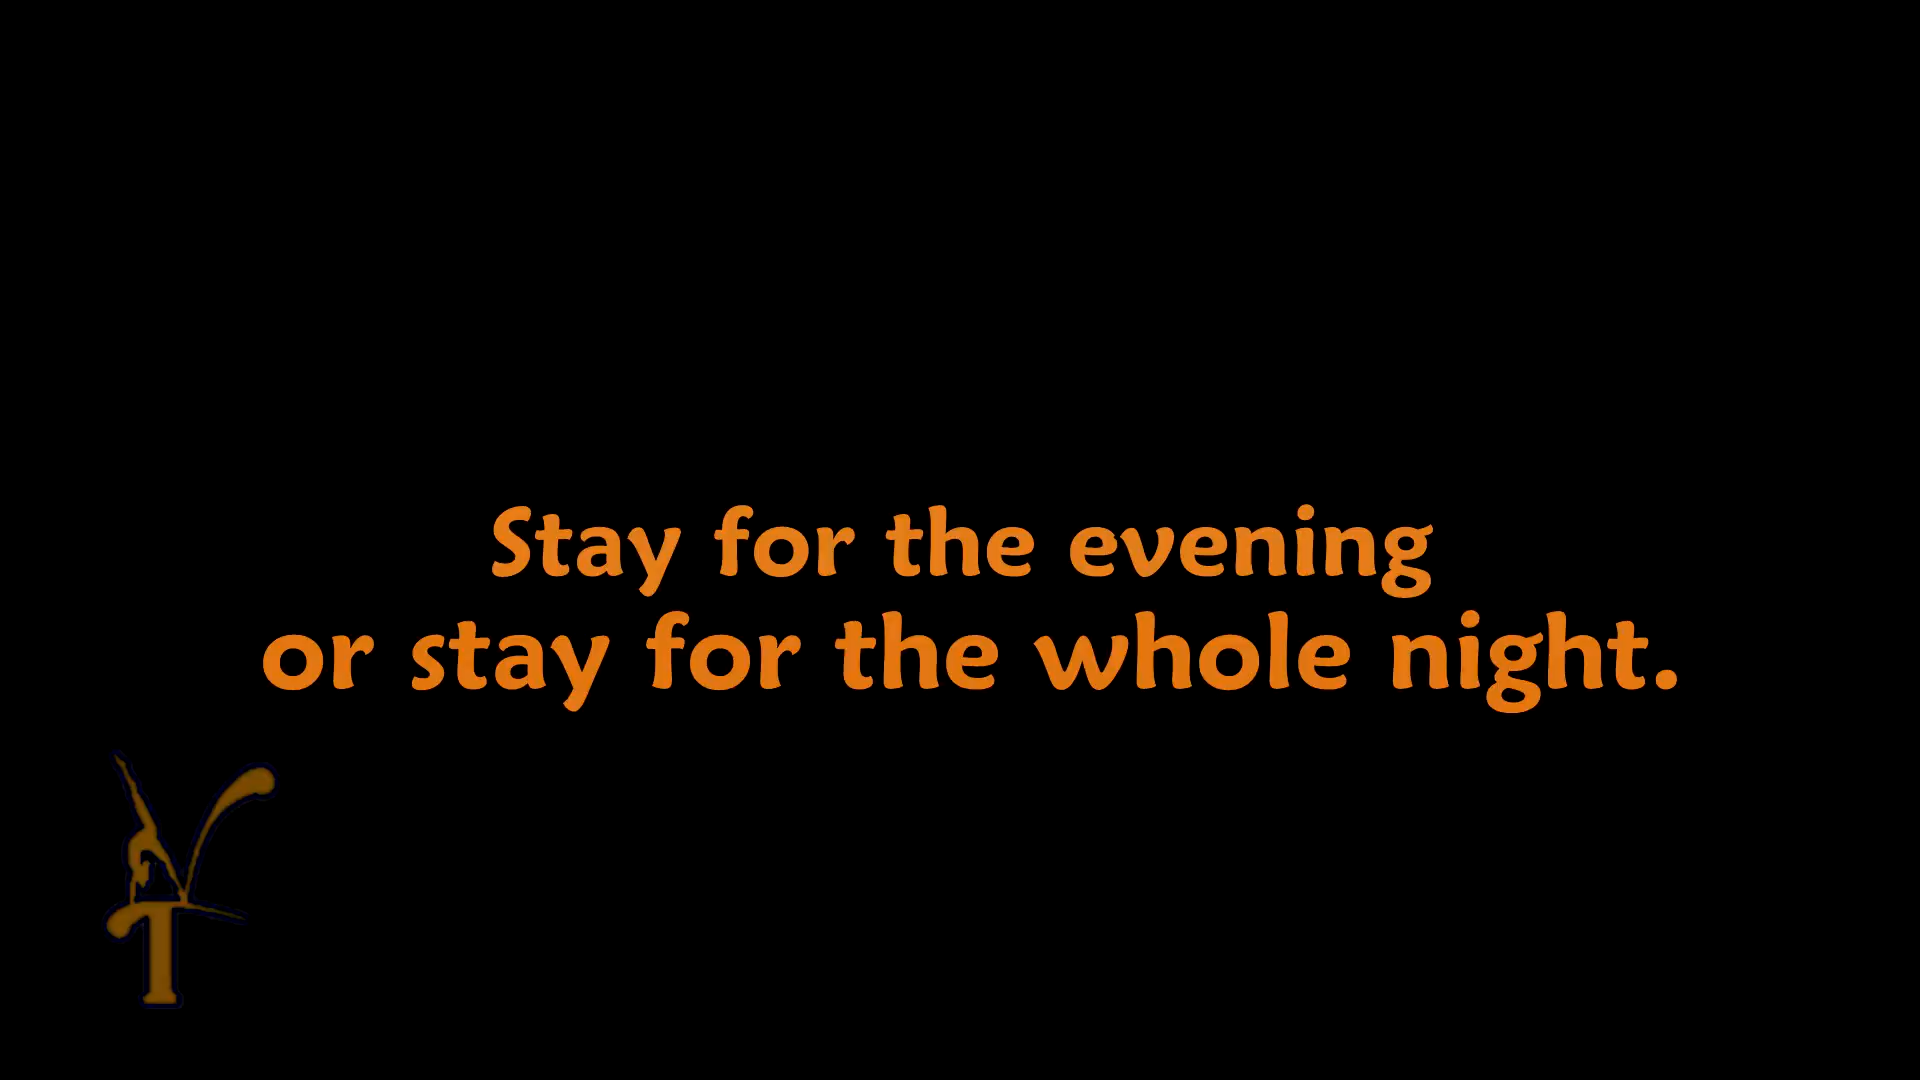 Stay for the evening
or stay for the whole night.